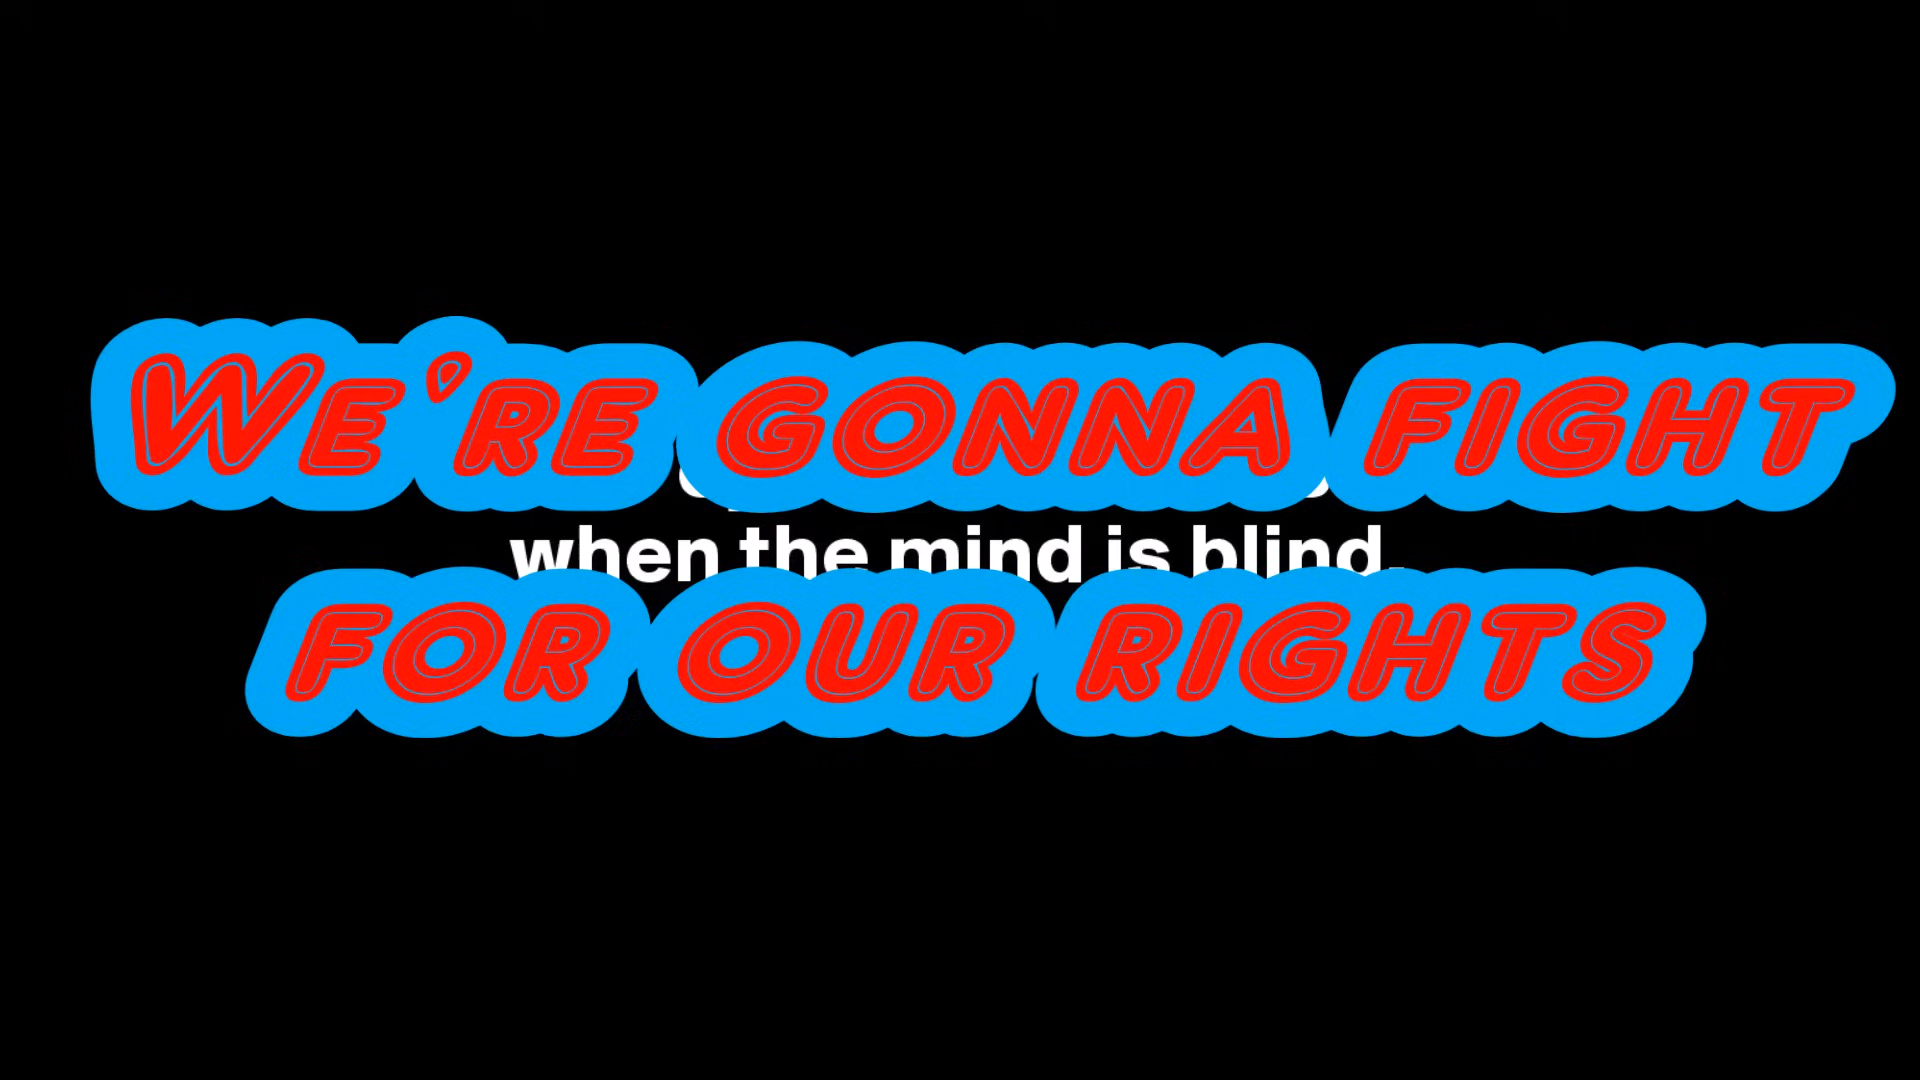 We're gonna fight
when the mind is blind.
for our rights